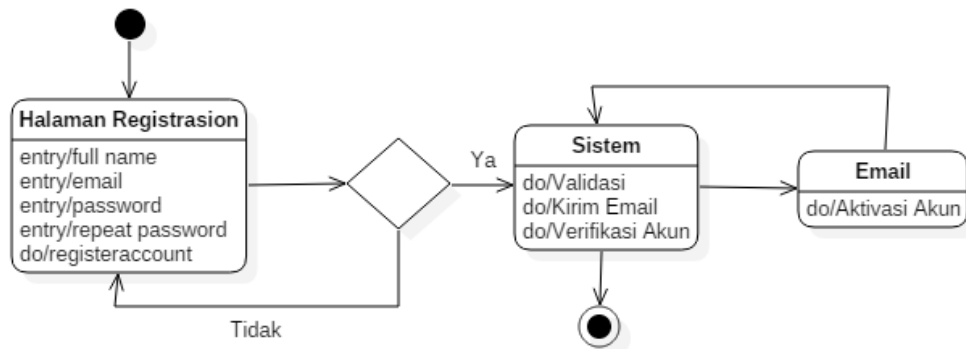 Halaman Registrasion
entry/full name
entry/email
entry/password
entry/repeat password
do/registeraccount
Ya
Tidak
Sistem
do/Validasi
do/Kirim Email
do/Verifikasi Akun
Email
do/Aktivasi Akun